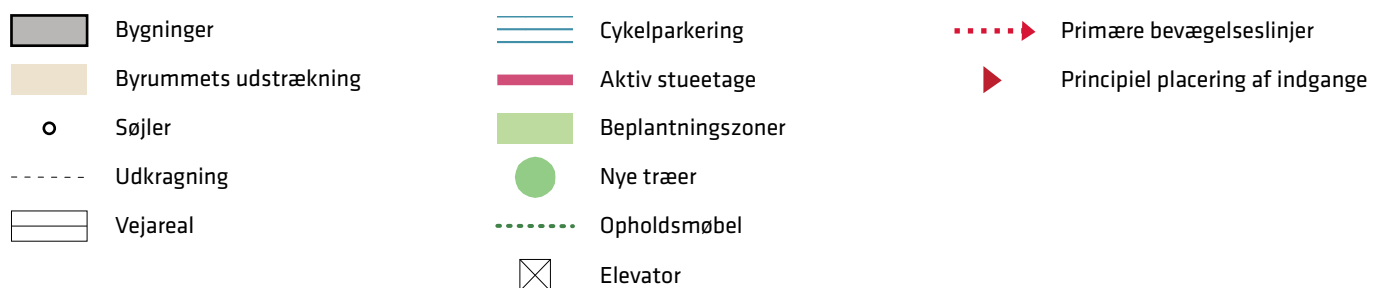 Bygninger
Byrummets udstrækning
Søjler
Udkragning
Vejareal
Cykelparkering
Aktiv stueetage
Beplantningszoner
Nye træer
Opholdsmøbel
Elevator
Primære bevægelseslinjer
Principiel placering af indgange